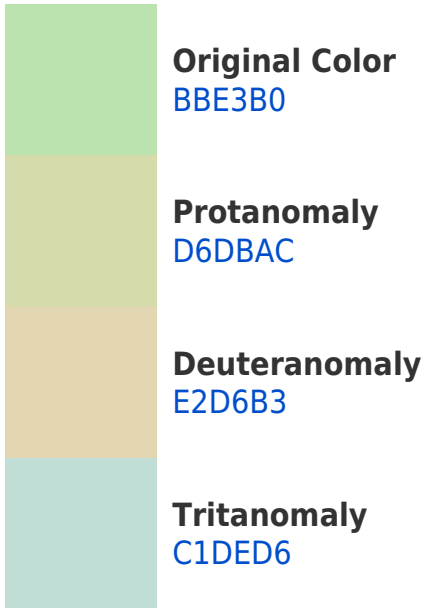 Original Color
BBE3B0
Protanomaly
D6DBAC
Deuteranomaly
E2D6B3
Tritanomaly
C1DED6